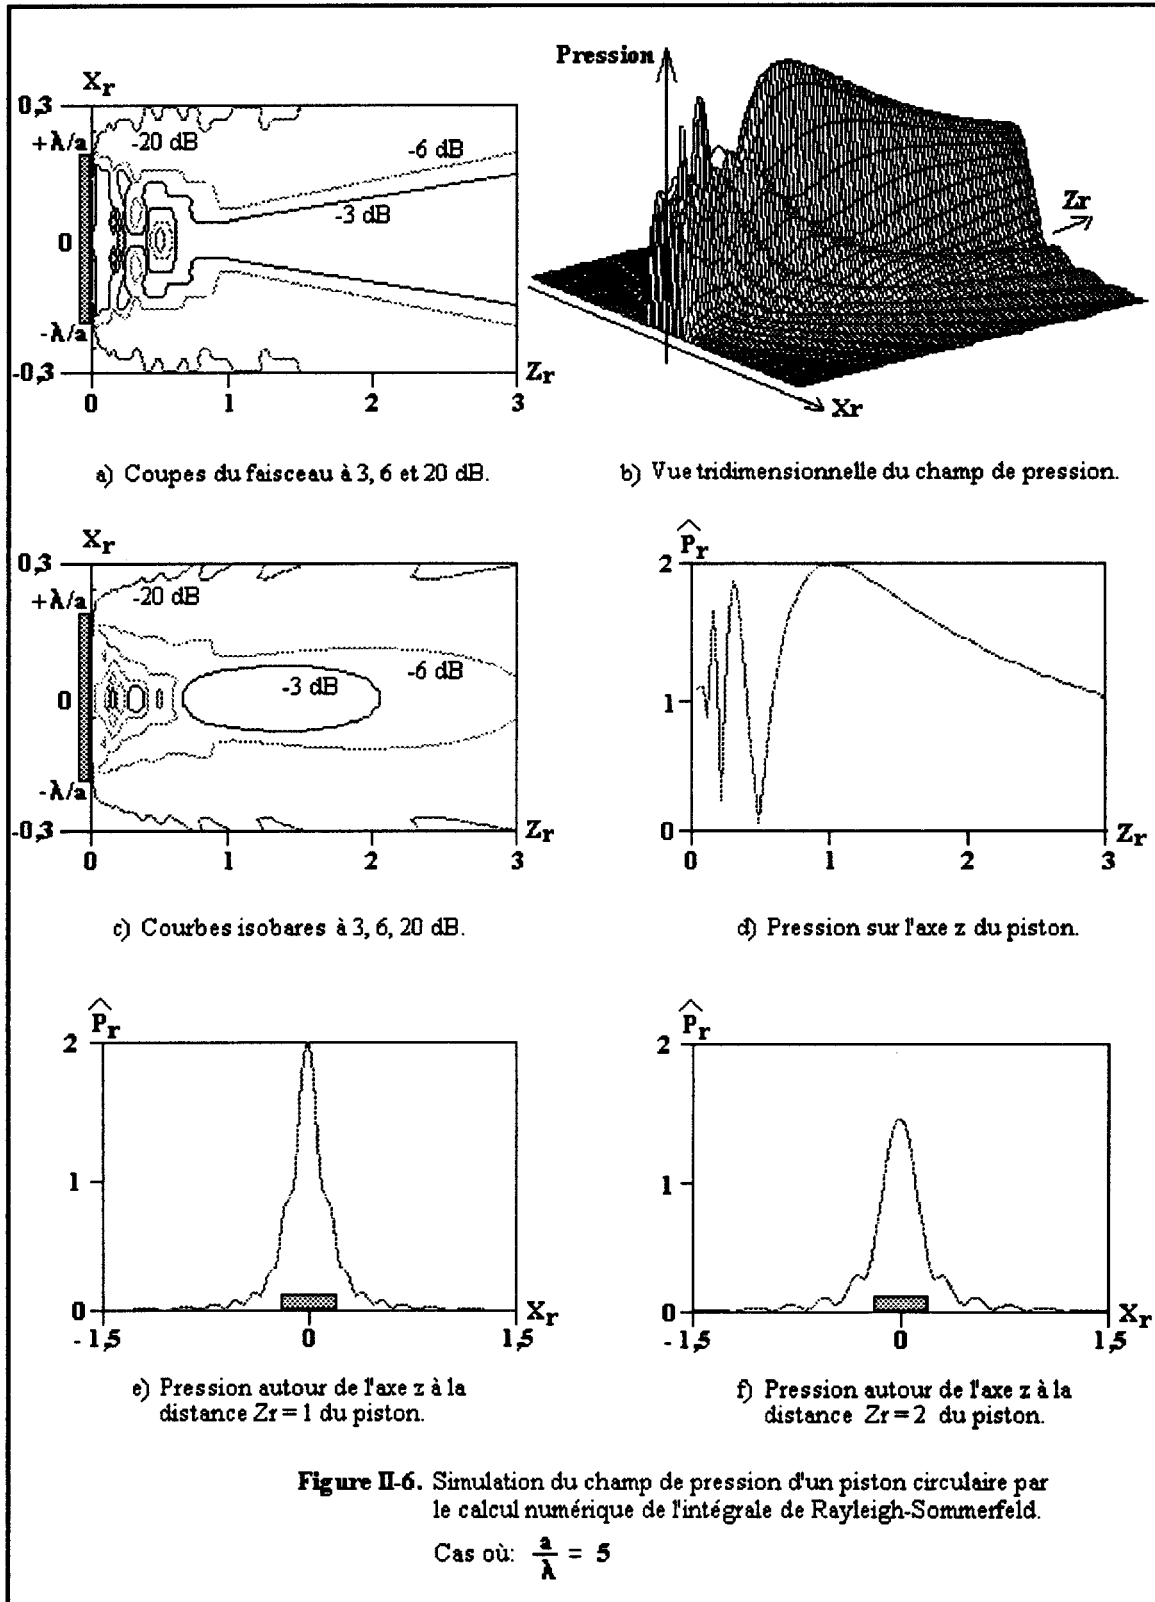 Xr
0,3
+λ/a
0
-λ/a
-0,3
-20 dB
-6 dB
-3 dB
Zr
0 1 2 3
a) Coupes du faisceau à 3, 6 et 20 dB.
Pression
Zr
Xr
b) Vue tridimensionnelle du champ de pression.
Xr
0,3
+λ/a
0
-λ/a
-0,3
-20 dB
-6 dB
-3 dB
Zr
0 1 2 3
c) Courbes isobares à 3, 6, 20 dB.
P̂r
2
1
0
Zr
0 1 2 3
d) Pression sur l'axe z du piston.
P̂r
2
1
0
Xr
- 1,5 0 1,5
e) Pression autour de l'axe z à la
distance Zr = 1 du piston.
P̂r
2
1
0
Xr
- 1,5 0 1,5
f) Pression autour de l'axe z à la
distance Zr = 2 du piston.
Figure II-6. Simulation du champ de pression d'un piston circulaire par
le calcul numérique de l'intégrale de Rayleigh-Sommerfeld.
Cas où: a/λ = 5